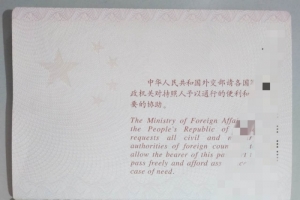 中华人民共和国外交部请各国
政机关对持照人予以通行的便利和
要的协助。
The Ministry of Foreign Affa
the People's Republic of
requests all civil and
authorities of foreign coun
allow the bearer of this pa
pass freely and afford
case of need.